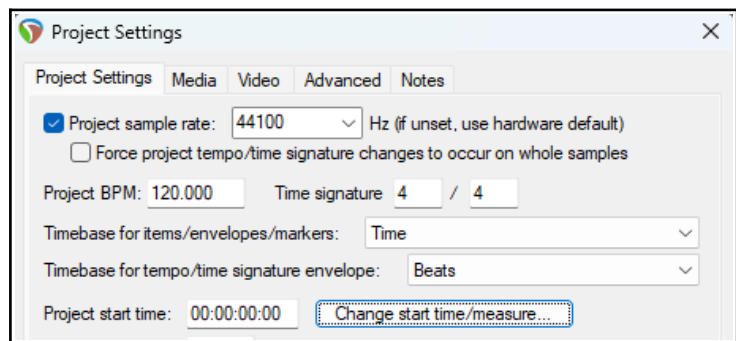 Project Settings
Project Settings Media Video Advanced Notes
Project sample rate: 44100 Hz (if unset, use hardware default)
Force project tempo/time signature changes to occur on whole samples
Project BPM: 120.000 Time signature 4 / 4
Timebase for items/envelopes/markers: Time
Timebase for tempo/time signature envelope: Beats
Project start time: 00:00:00:00 Change start time/measure...